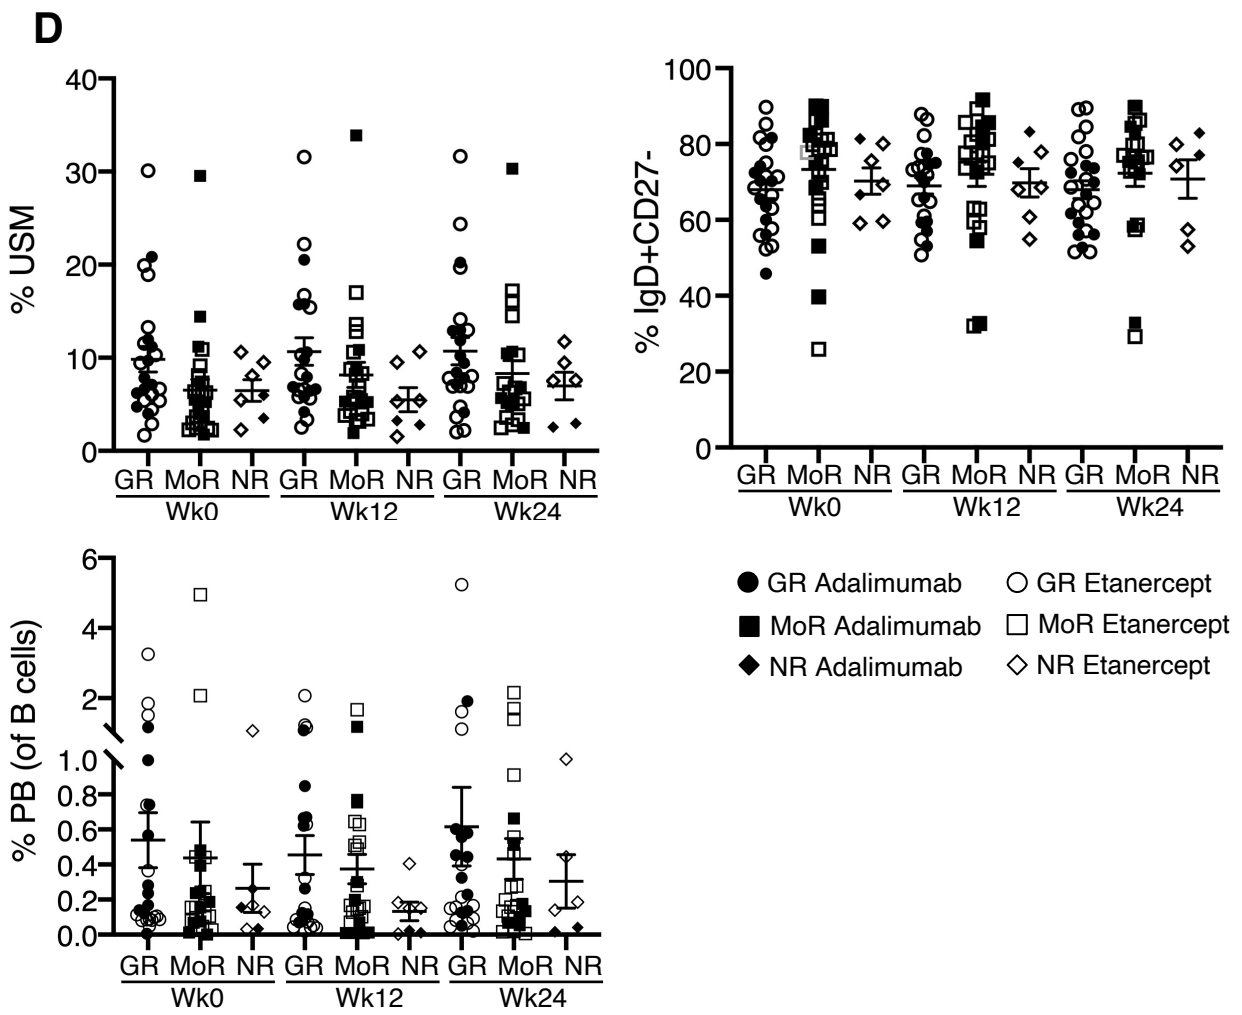 D
% USM
40
30
20
10
0
GR MoR NR GR MoR NR GR MoR NR
Wk0 Wk12 Wk24
% IgD+CD27-
100
80
60
40
20
0
GR MoR NR GR MoR NR GR MoR NR
Wk0 Wk12 Wk24
% PB (of B cells)
6
4
2
1.0
0.8
0.6
0.4
0.2
0.0
GR MoR NR GR MoR NR GR MoR NR
Wk0 Wk12 Wk24
GR Adalimumab GR Etanercept
MoR Adalimumab MoR Etanercept
NR Adalimumab NR Etanercept